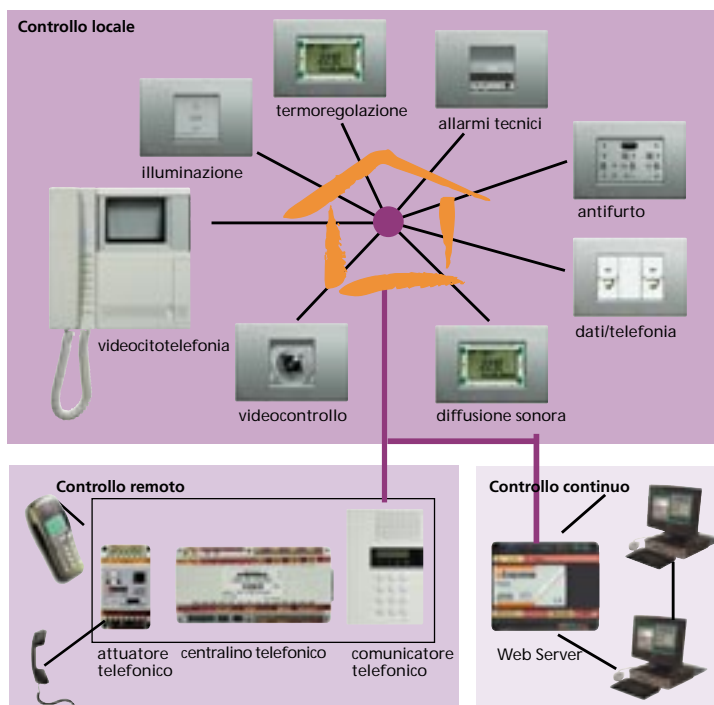 Controllo locale
termoregolazione
allarmi tecnici
illuminazione
antifurto
videocitotelefonia
dati/telefonia
videocontrollo
diffusione sonora
Controllo remoto
attuatore
telefonico
centralino telefonico
comunicatore
telefonico
Controllo continuo
Web Server